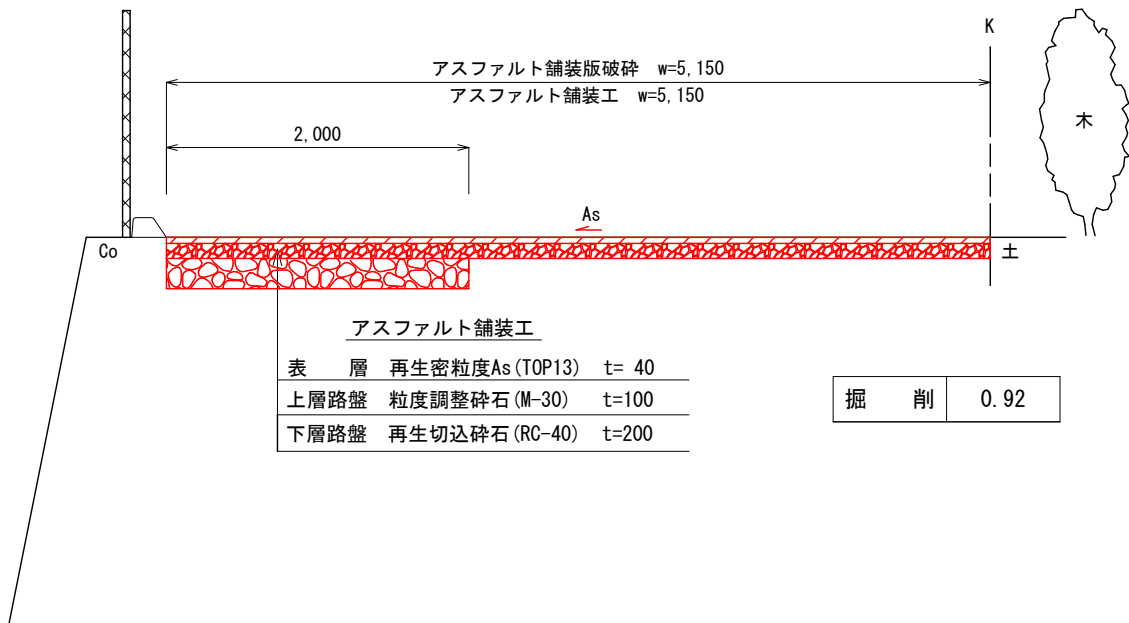 K
アスファルト舗装版破砕 w=5,150
アスファルト舗装工 w=5,150
2,000
木
As
Co
土
アスファルト舗装工
表 層 再生密粒度As(TOP13) t= 40
上層路盤 粒度調整砕石(M-30) t=100
下層路盤 再生切込砕石(RC-40) t=200
掘 削 0.92